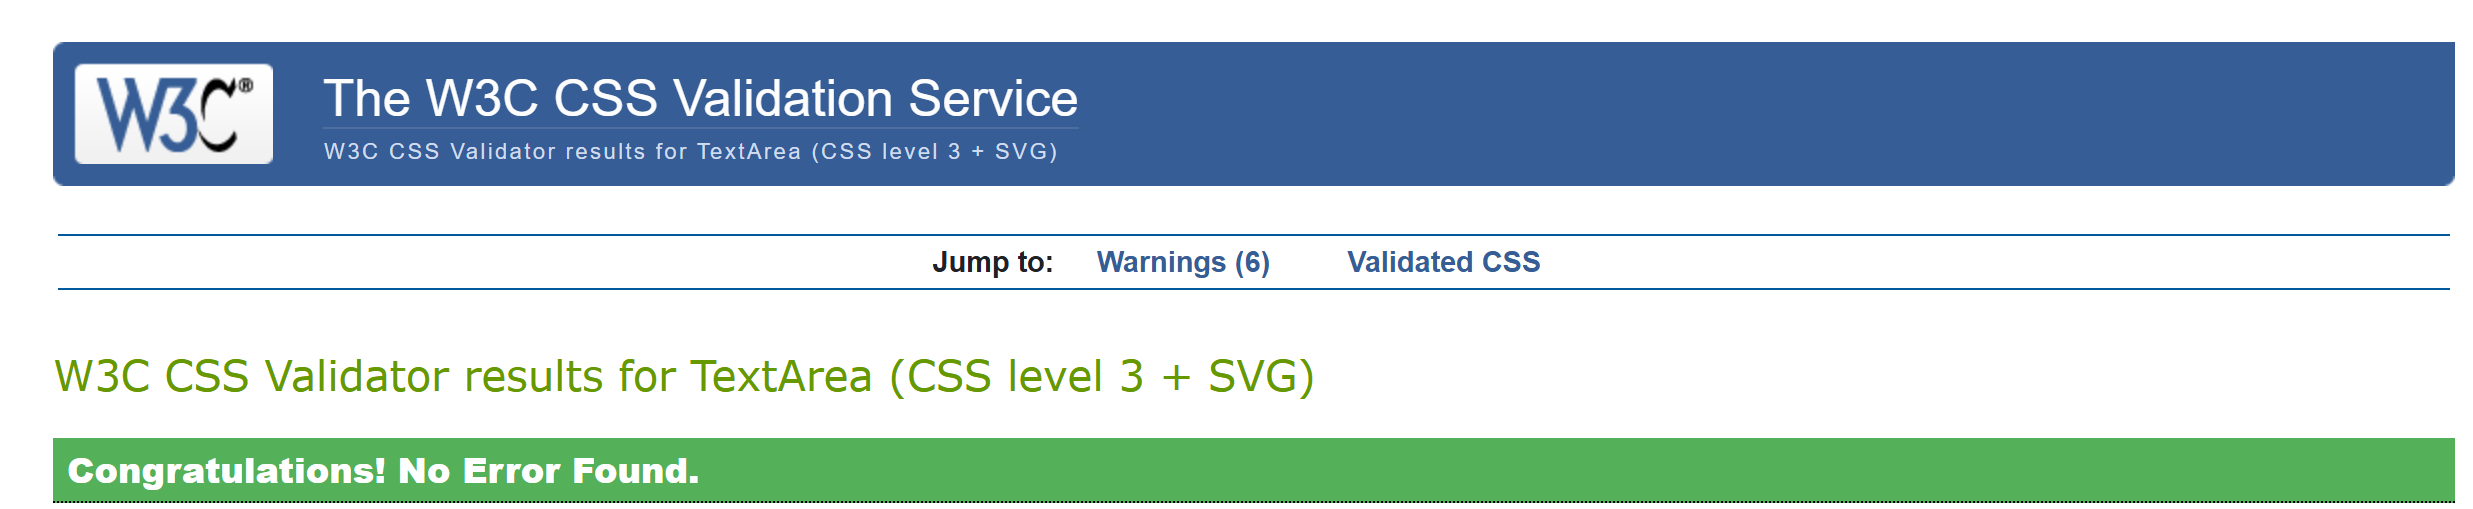 W3C®
The W3C CSS Validation Service
W3C CSS Validator results for TextArea (CSS level 3 + SVG)
Jump to: Warnings (6) Validated CSS
W3C CSS Validator results for TextArea (CSS level 3 + SVG)
Congratulations! No Error Found.